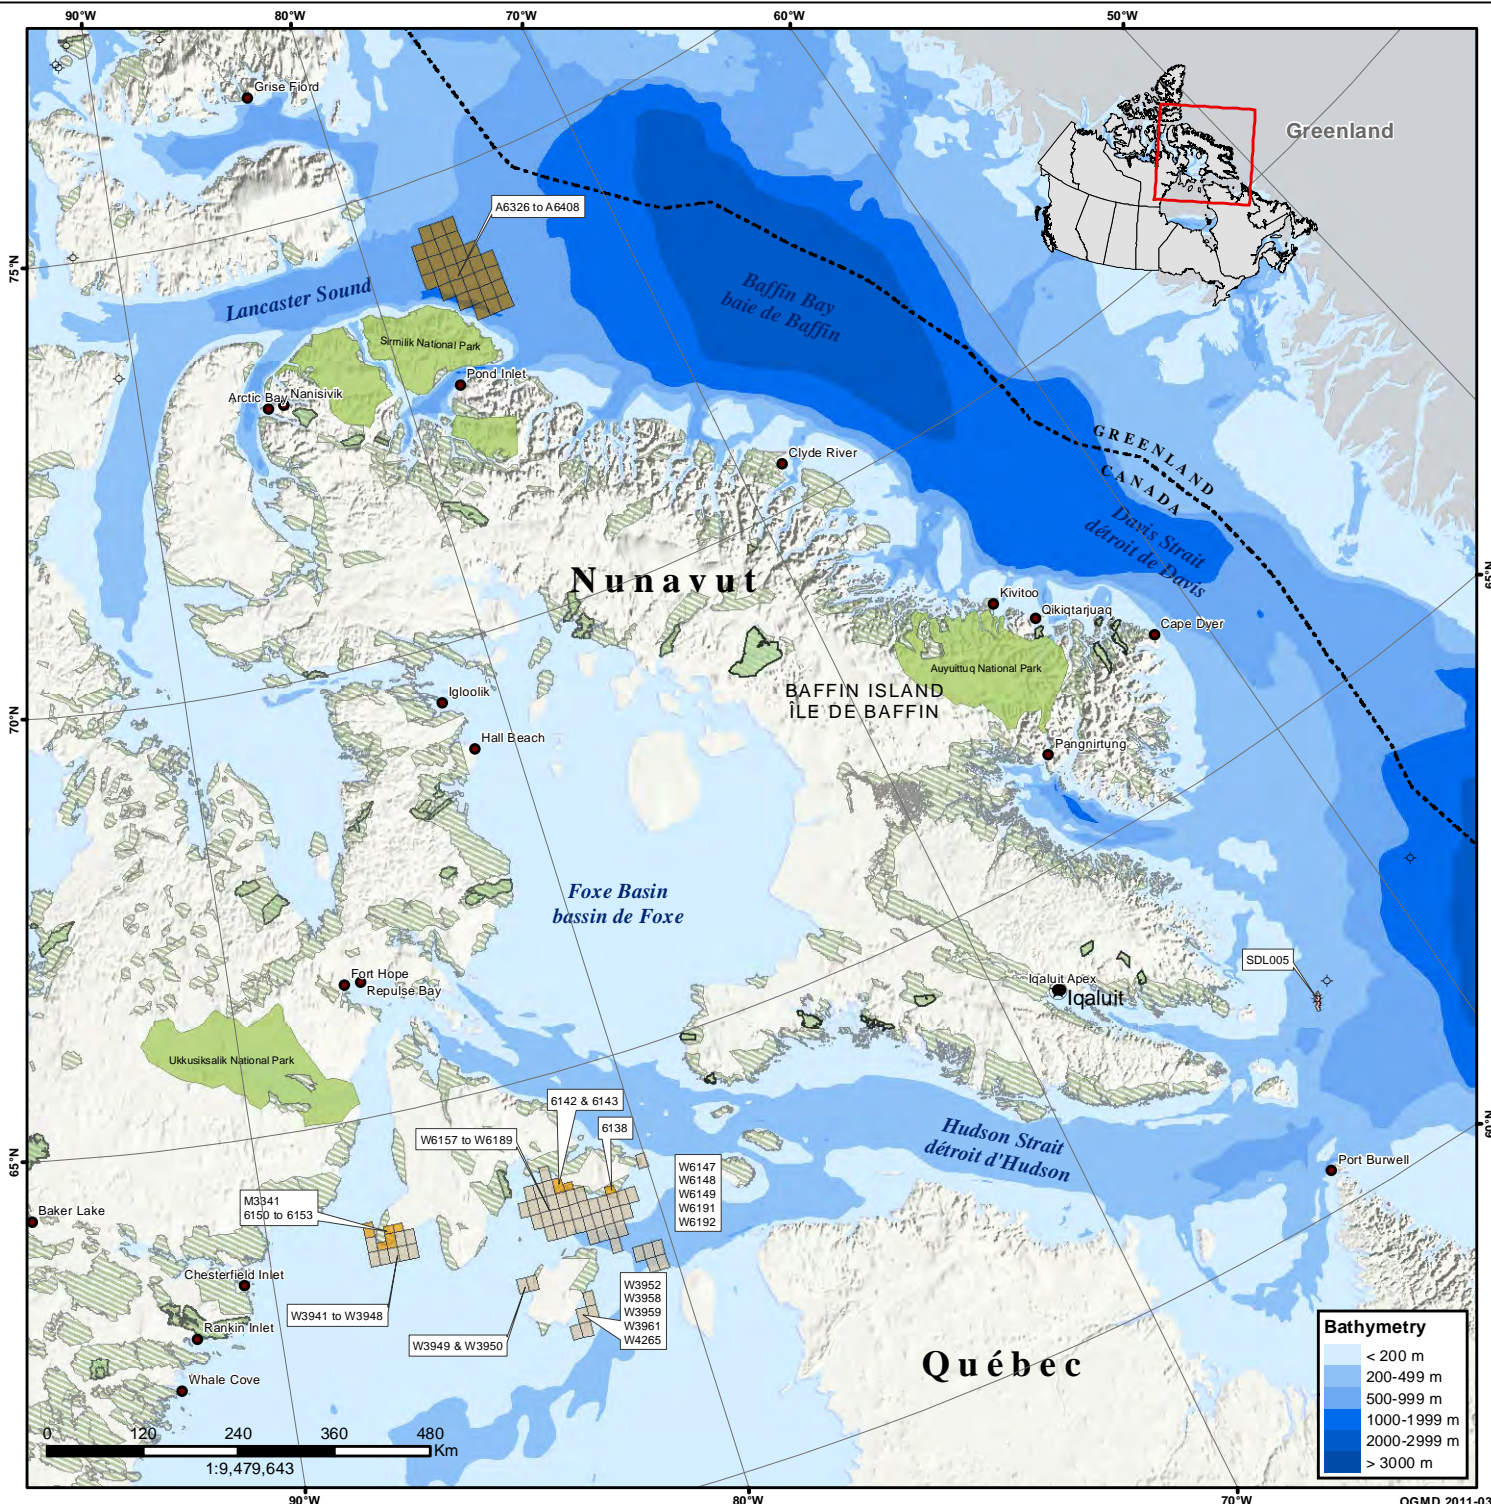 90°W
80°W
70°W
60°W
50°W
Grise Fiord
Greenland
A6326 to A6408
75°N
Lancaster Sound
Baffin Bay
baie de Baffin
Sirmilik National Park
Pond Inlet
Arctic Bay
Nanisivik
Clyde River
GREENLAND
CANADA
Davis Strait
détroit de Davis
65°N
Nunavut
Kivitoo
Qikiqtarjuaq
Cape Dyer
Auyuittuq National Park
BAFFIN ISLAND
ÎLE DE BAFFIN
Igloolik
70°N
Hall Beach
Pangnirtung
Foxe Basin
bassin de Foxe
SDL005
Fort Hope
Repulse Bay
Iqaluit Apex
Iqaluit
Ukkusiksalik National Park
6142 & 6143
6138
W6157 to W6189
Hudson Strait
détroit d'Hudson
60°N
65°N
Port Burwell
W6147
W6148
W6149
W6191
W6192
M3341
6150 to 6153
Baker Lake
Chesterfield Inlet
W3941 to W3948
W3949 & W3950
W3952
W3958
W3959
W3961
W4265
Rankin Inlet
Whale Cove
Québec
Bathymetry
< 200 m
200-499 m
500-999 m
1000-1999 m
2000-2999 m
> 3000 m
0 120 240 360 480
Km
1:9,479,643
90°W
80°W
70°W
OGMD 2011-03